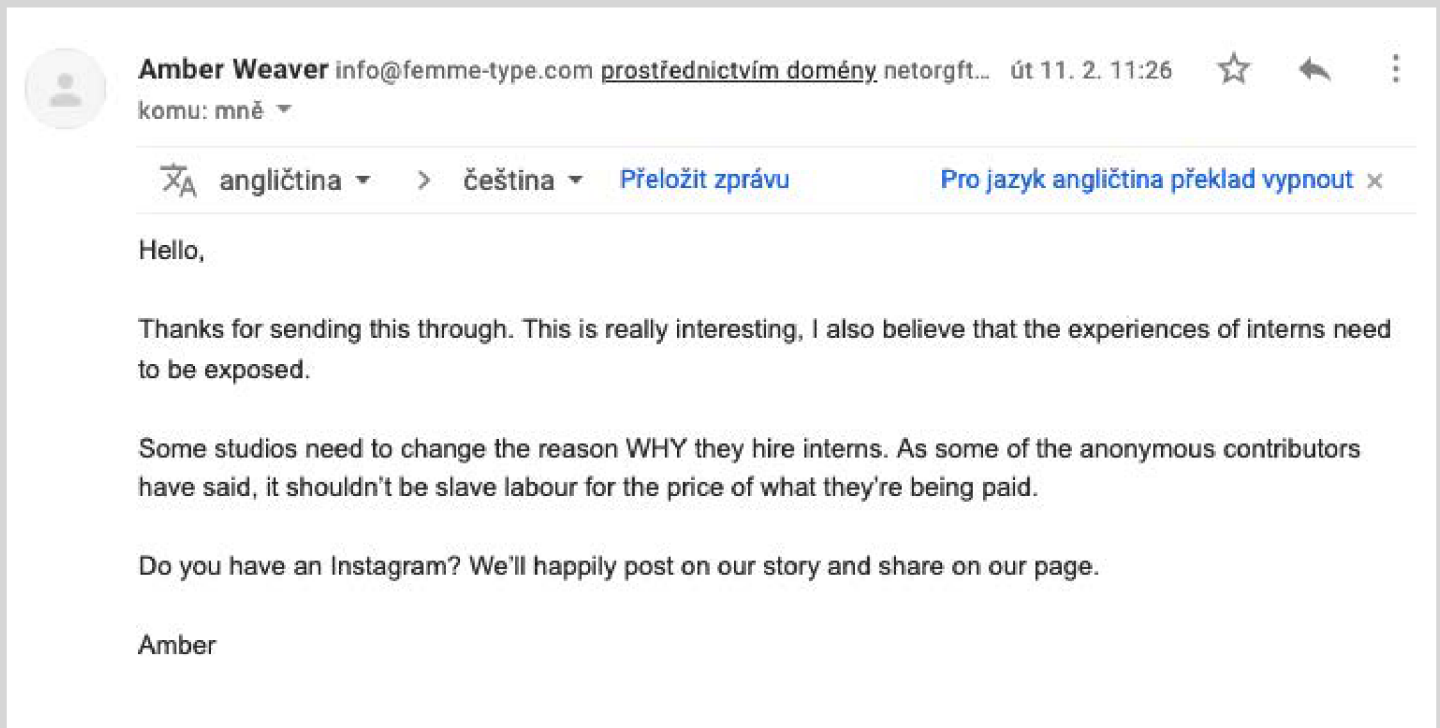 Amber Weaver info@femme-type.com prostřednictvím domény netorgft... út 11. 2. 11:26
komu: mně
angličtina > čeština Přeložit zprávu Pro jazyk angličtina překlad vypnout ×
Hello,
Thanks for sending this through. This is really interesting, I also believe that the experiences of interns need
to be exposed.
Some studios need to change the reason WHY they hire interns. As some of the anonymous contributors
have said, it shouldn't be slave labour for the price of what they're being paid.
Do you have an Instagram? We'll happily post on our story and share on our page.
Amber